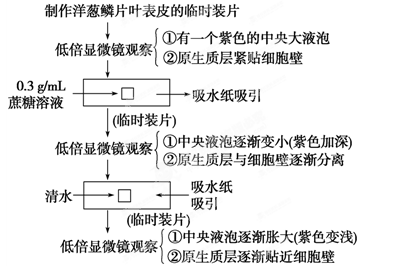 制作洋葱鳞片叶表皮的临时装片
低倍显微镜观察
①有一个紫色的中央大液泡
②原生质层紧贴细胞壁
0.3 g/mL
蔗糖溶液
吸水纸吸引
(临时装片)
低倍显微镜观察
①中央液泡逐渐变小(紫色加深)
②原生质层与细胞壁逐渐分离
清水
吸水纸
吸引
(临时装片)
低倍显微镜观察
①中央液泡逐渐胀大(紫色变浅)
②原生质层逐渐贴近细胞壁